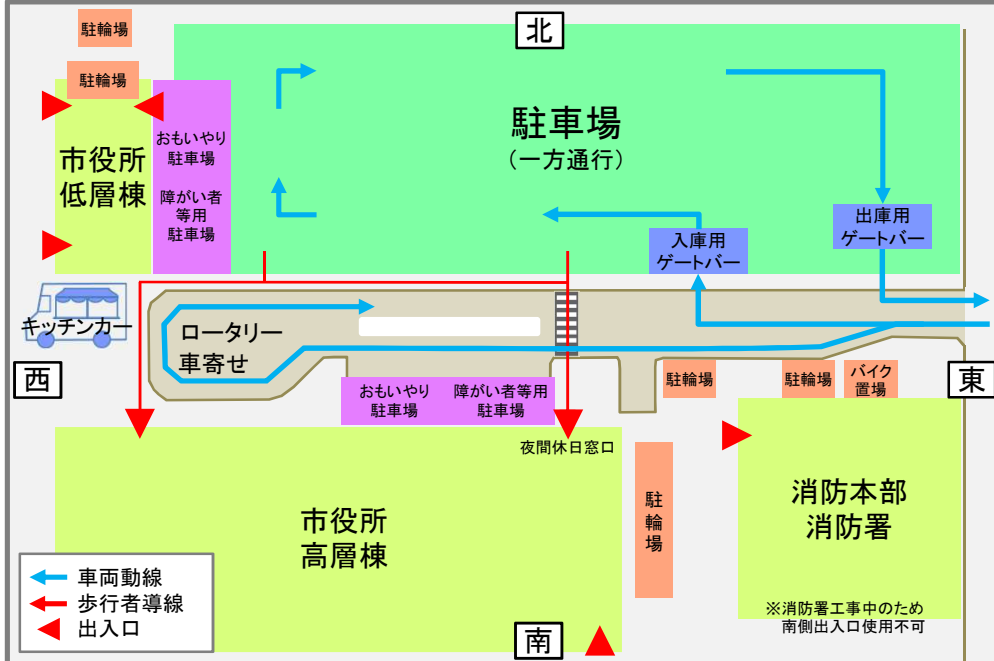 北
駐輪場
駐輪場
駐車場
（一方通行）
市役所
低層棟
おもいやり
駐車場
障がい者
等用
駐車場
入庫用
ゲートバー
出庫用
ゲートバー
キッチンカー
ロータリー
車寄せ
西
東
おもいやり
駐車場
障がい者等用
駐車場
駐輪場
駐輪場
バイク
置場
夜間休日窓口
駐輪場
市役所
高層棟
消防本部
消防署
※消防署工事中のため
南側出入口使用不可
車両動線
歩行者導線
出入口
南